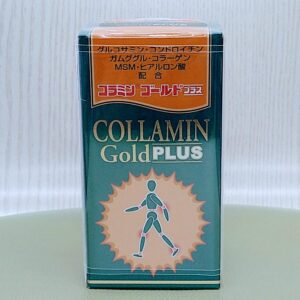 グルコサミン・コンドロイチン
ガムググル・コラーゲン
MSM・ヒアルロン酸
配合
コラミン ゴールドプラス
COLLAMIN
Gold PLUS